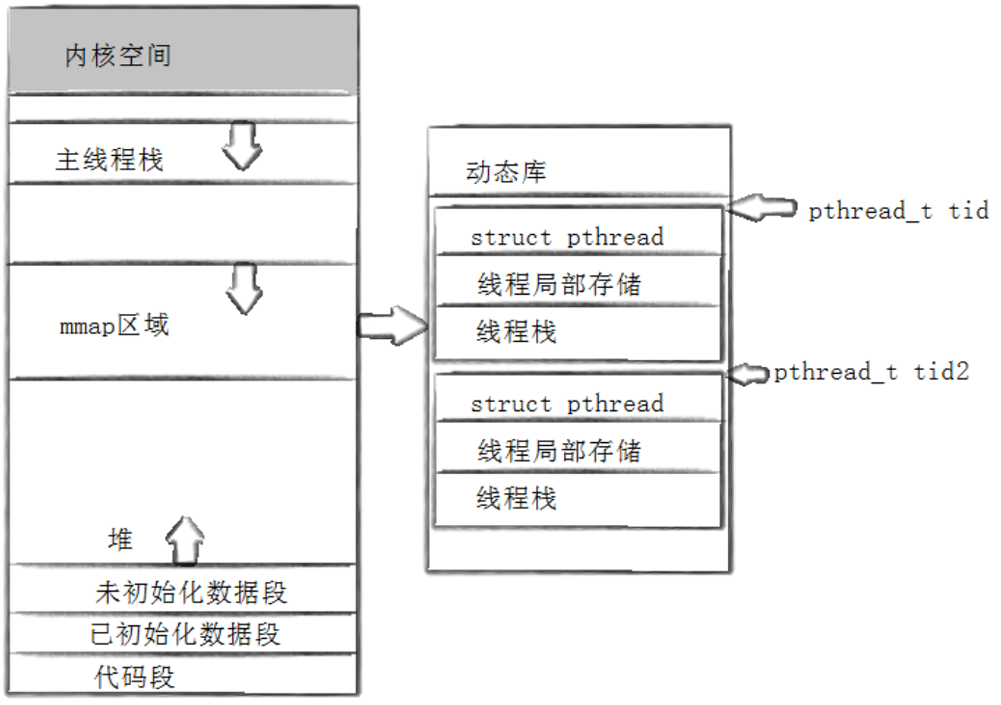 内核空间
主线程栈
mmap区域
堆
未初始化数据段
已初始化数据段
代码段
动态库
struct pthread
线程局部存储
线程栈
struct pthread
线程局部存储
线程栈
pthread_t tid
pthread_t tid2